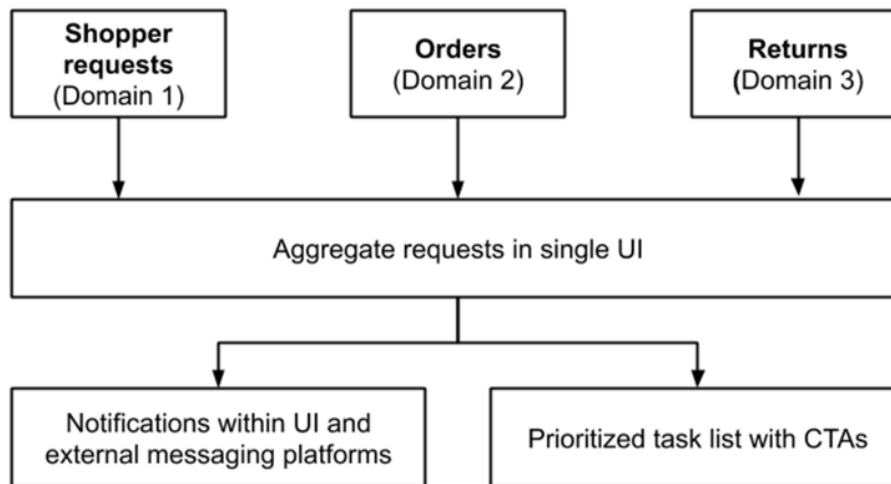 Shopper
requests
(Domain 1)
Orders
(Domain 2)
Returns
(Domain 3)
Aggregate requests in single UI
Notifications within UI and
external messaging platforms
Prioritized task list with CTAs